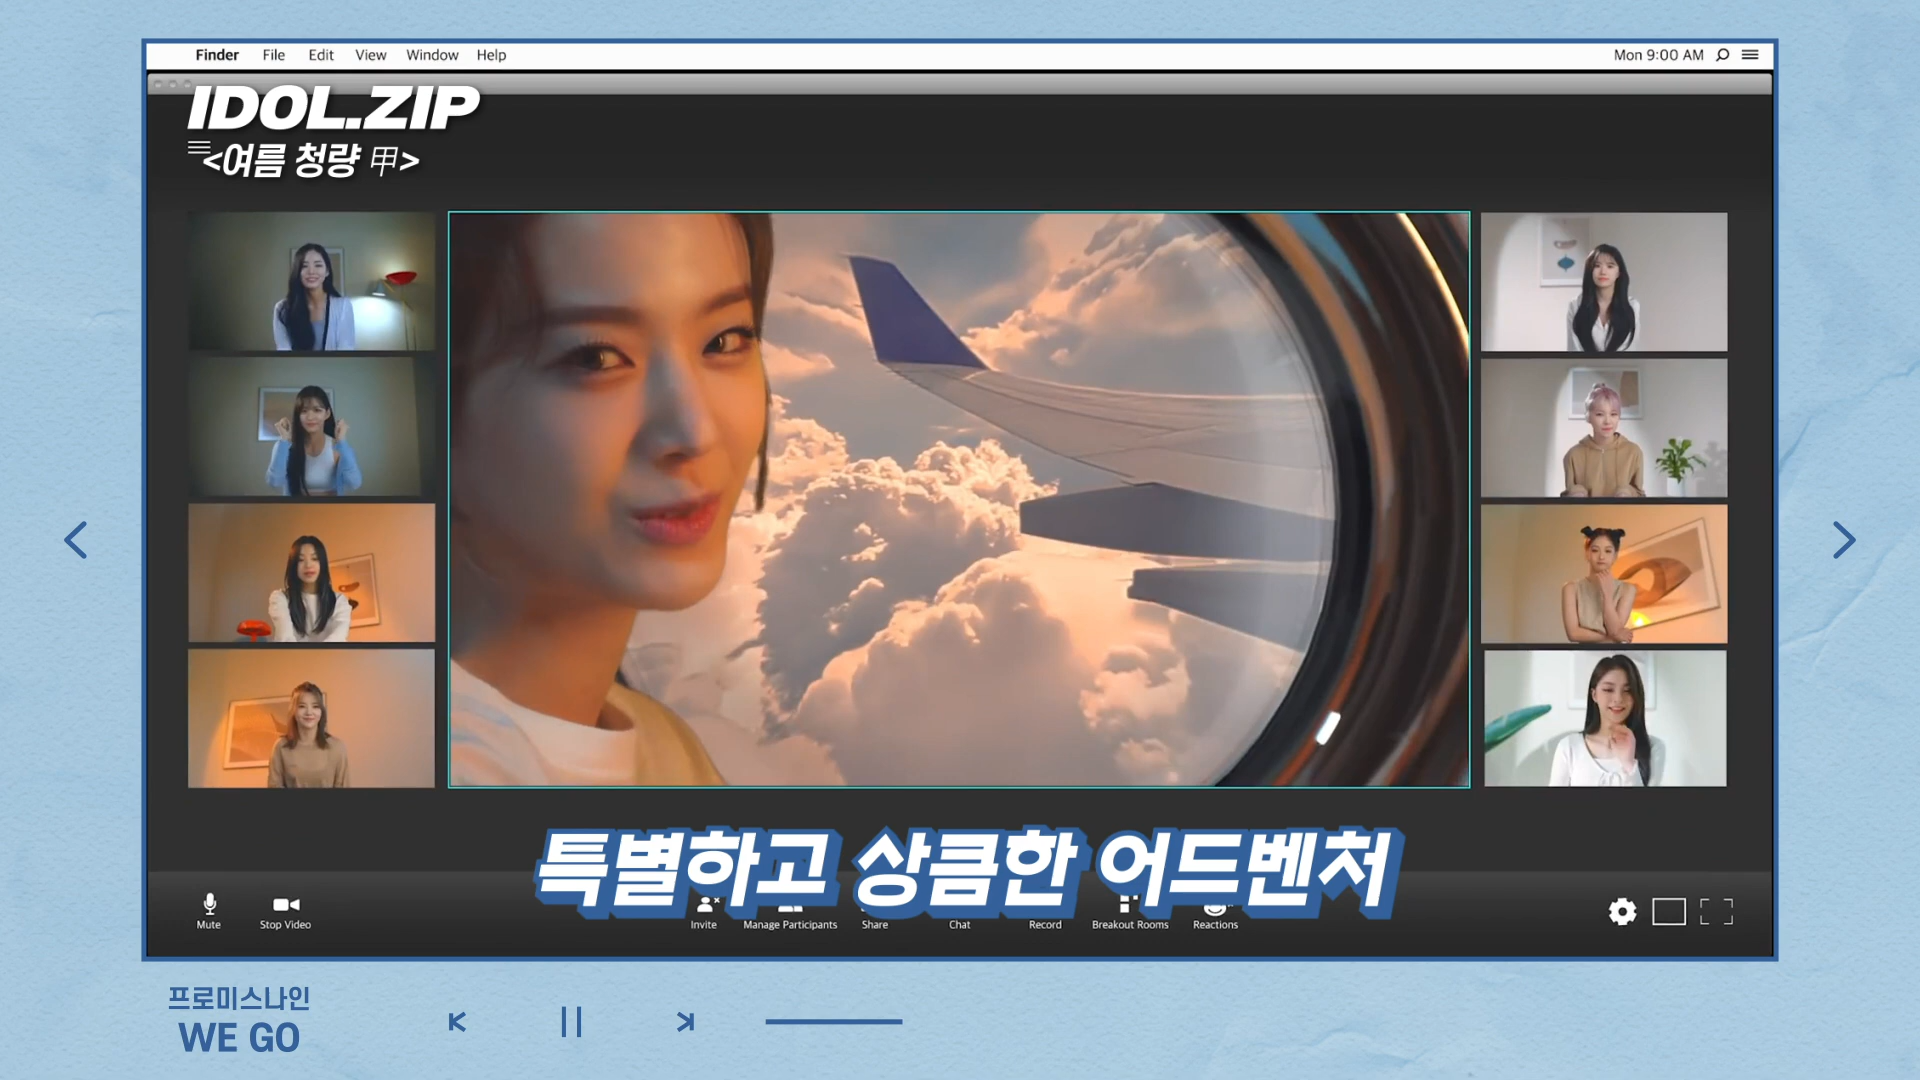 Finder File Edit View Window Help Mon 9:00 AM
IDOL.ZIP
<여름 청량 甲>
특별하고 상큼한 어드벤처
Mute Stop Video Invite Manage Participants Share Chat Record Breakout Rooms Reactions
프로미스나인
WE GO